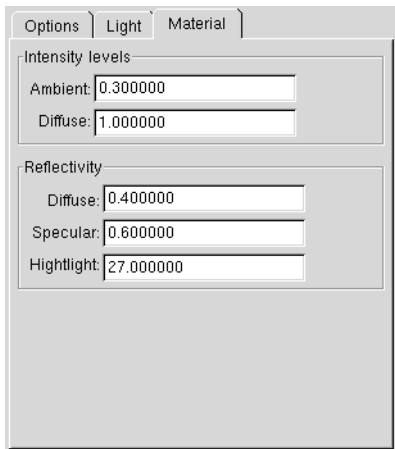 Options Light Material
Intensity levels
Ambient: 0.300000
Diffuse: 1.000000
Reflectivity
Diffuse: 0.400000
Specular: 0.600000
Hightlight: 27.000000